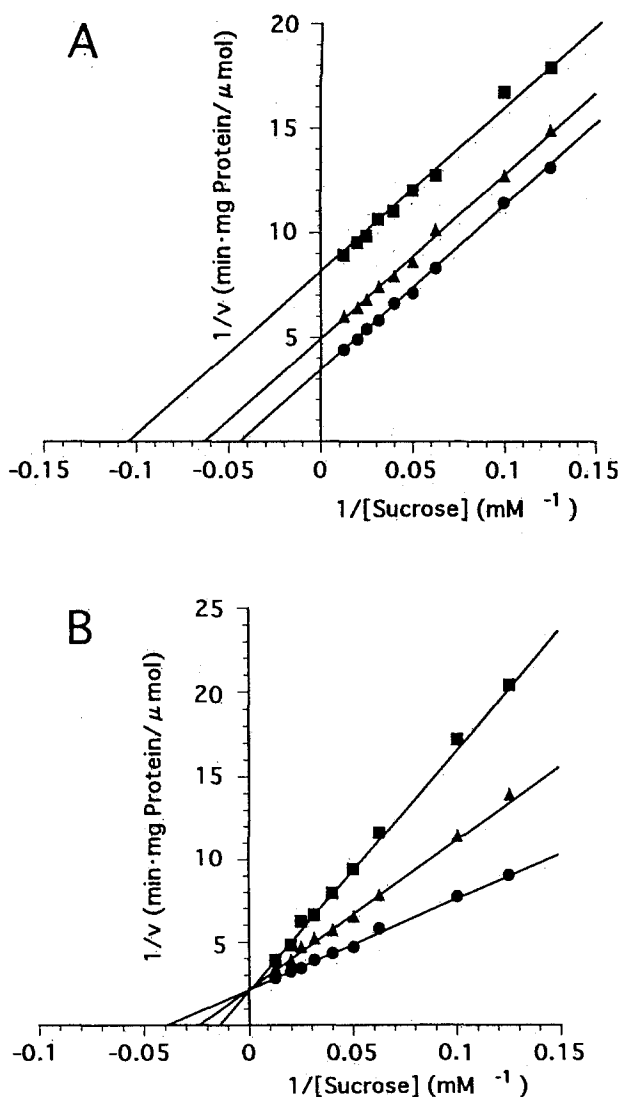 A
20
15
10
5
1/v (min·mg Protein/μmol)
-0.15 -0.1 -0.05 0 0.05 0.1 0.15
1/[Sucrose] (mM ⁻¹)
B
25
20
15
10
5
1/v (min·mg Protein/μmol)
-0.1 -0.05 0 0.05 0.1 0.15
1/[Sucrose] (mM ⁻¹)